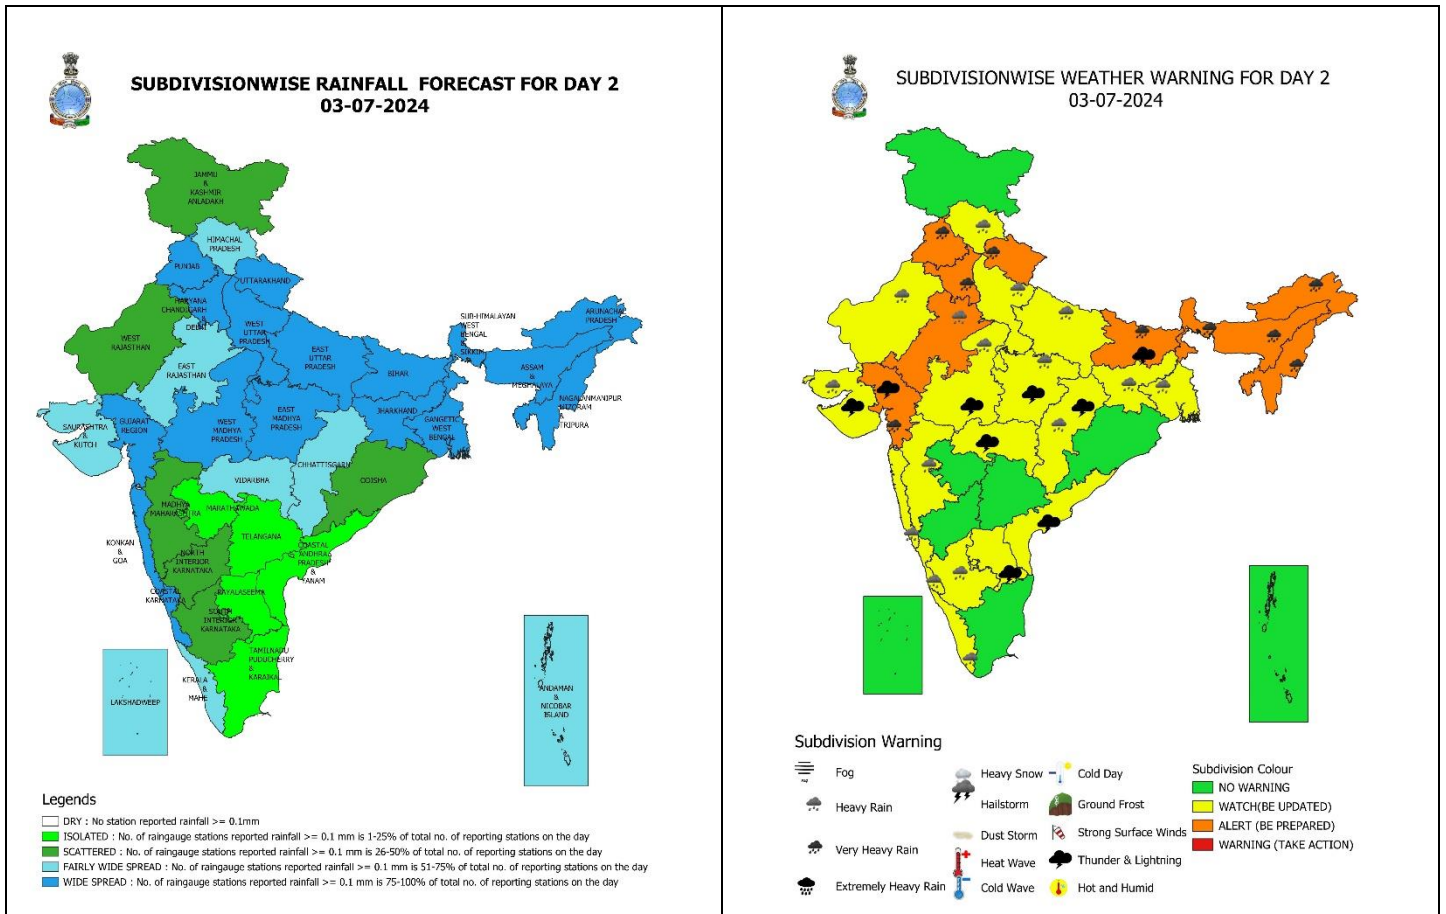 SUBDIVISIONWISE RAINFALL FORECAST FOR DAY 2
03-07-2024
JAMMU
&
KASHMIR
ANLADAKH
HIMACHAL
PRADESH
PUNJAB
UTTARAKHAND
HARYANA
CHANDIGARH
&
DELHI
WEST
UTTAR
PRADESH
SUB-HIMALAYAN
WEST
BENGAL
&
SIKKIM
ARUNACHAL
PRADESH
WEST
RAJASTHAN
EAST
RAJASTHAN
EAST
UTTAR
PRADESH
BIHAR
ASSAM
&
MEGHALAYA
NAGALANMANIPUR
MIZORAM
&
TRIPURA
SAURASHTRA
&
KUTCH
GUJARAT
REGION
WEST
MADHYA
PRADESH
EAST
MADHYA
PRADESH
JHARKHAND
GANGETIC
WEST
BENGAL
CHHATTISGARH
ODISHA
VIDARBHA
MADHYA
MAHARASHTRA
MARATHAWADA
TELANGANA
KONKAN
&
GOA
NORTH
INTERIOR
KARNATAKA
COASTAL
ANDHRA
PRADESH
&
YANAM
COASTAL
KARNATAKA
RAYALASEEMA
SOUTH
INTERIOR
KARNATAKA
TAMILNADU
PUDUCHERRY
&
KARAIKAL
KERALA
&
MAHE
LAKSHADWEEP
ANDAMAN
&
NICOBAR
ISLAND
Legends
DRY : No station reported rainfall >= 0.1mm
ISOLATED : No. of raingauge stations reported rainfall >= 0.1 mm is 1-25% of total no. of reporting stations on the day
SCATTERED : No. of raingauge stations reported rainfall >= 0.1 mm is 26-50% of total no. of reporting stations on the day
FAIRLY WIDE SPREAD : No. of raingauge stations reported rainfall >= 0.1 mm is 51-75% of total no. of reporting stations on the day
WIDE SPREAD : No. of raingauge stations reported rainfall >= 0.1 mm is 75-100% of total no. of reporting stations on the day
SUBDIVISIONWISE WEATHER WARNING FOR DAY 2
03-07-2024
Subdivision Warning
Fog
Heavy Rain
Very Heavy Rain
Extremely Heavy Rain
Heavy Snow
Hailstorm
Dust Storm
Heat Wave
Cold Wave
Cold Day
Ground Frost
Strong Surface Winds
Thunder & Lightning
Hot and Humid
Subdivision Colour
NO WARNING
WATCH(BE UPDATED)
ALERT (BE PREPARED)
WARNING (TAKE ACTION)